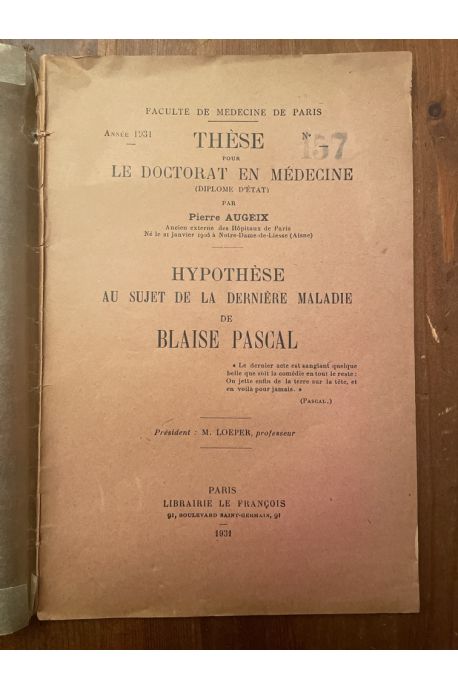 FACULTÉ DE MÉDECINE DE PARIS
ANNÉE 1931
THÈSE
N°
157
POUR
LE DOCTORAT EN MÉDECINE
(DIPLOME D'ÉTAT)
PAR
Pierre AUGEIX
Ancien externe des Hôpitaux de Paris
Né le 21 janvier 1905 à Notre-Dame-de-Liesse (Aisne)
HYPOTHÈSE
AU SUJET DE LA DERNIÈRE MALADIE
DE
BLAISE PASCAL
« Le dernier acte est sanglant quelque
belle que soit la comédie en tout le reste :
On jette enfin de la terre sur la tête, et
en voilà pour jamais. »
(PASCAL.)
Président : M. LOEPER, professeur
PARIS
LIBRAIRIE LE FRANÇOIS
91, BOULEVARD SAINT-GERMAIN, 91
1931